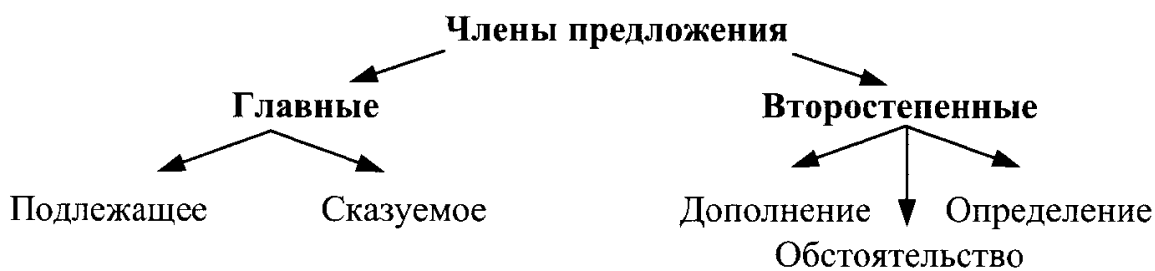 Члены предложения
Главные Второстепенные
Подлежащее Сказуемое Дополнение Определение
Обстоятельство